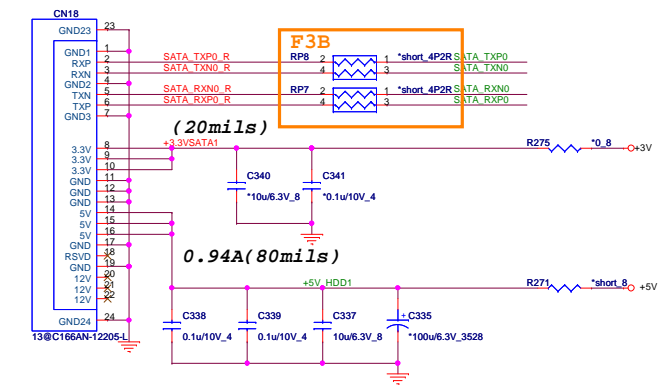 CN18
GND23 23
F3B
GND1 1
RXP 2 SATA_TXP0_R RP8 2 1 *short_4P2R SATA_TXP0
RXN 3 SATA_TXN0_R 4 3 SATA_TXN0
GND2 4
TXN 5 SATA_RXN0_R RP7 2 1 *short_4P2R SATA_RXN0
TXP 6 SATA_RXP0_R 4 3 SATA_RXP0
GND3 7
(20mils)
3.3V 8 +3.3VSATA1 R275 *0_8 +3V
3.3V 9
3.3V 10
GND 11 C340 C341
GND 12
GND 13 *10u/6.3V_8 *0.1u/10V_4
5V 14
5V 15
5V 16
GND 17
RSVD 18 0.94A(80mils)
GND 19
12V 20
12V 21 +5V_HDD1 R271 *short_8 +5V
12V 22
GND24 24 C338 C339 C337 + C335
13@C166AN-12205-L 0.1u/10V_4 0.1u/10V_4 10u/6.3V_8 *100u/6.3V_3528